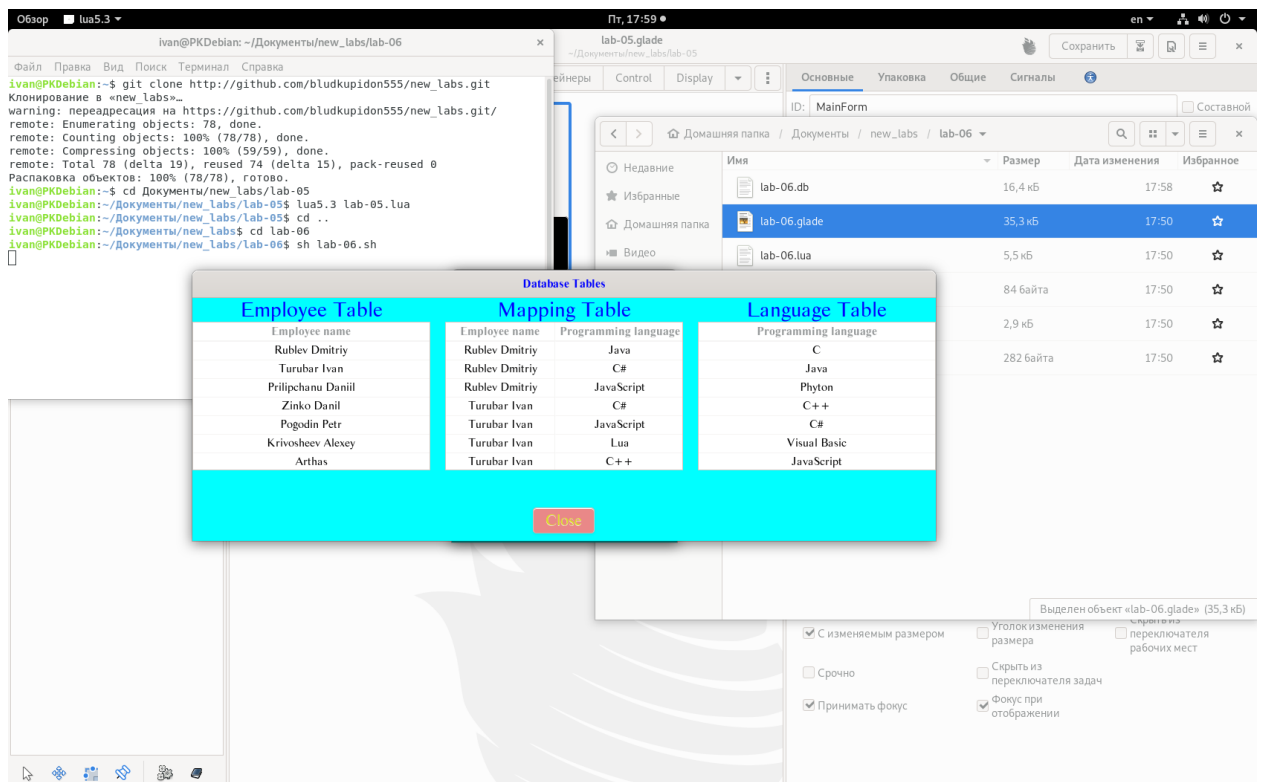 Обзор lua5.3 Пт, 17:59 en
ivan@PKDebian: ~/Документы/new_labs/lab-06
Файл Правка Вид Поиск Терминал Справка
ivan@PKDebian:~$ git clone http://github.com/bludkupidon555/new_labs.git
Клонирование в «new_labs»…
warning: переадресация на https://github.com/bludkupidon555/new_labs.git/
remote: Enumerating objects: 78, done.
remote: Counting objects: 100% (78/78), done.
remote: Compressing objects: 100% (59/59), done.
remote: Total 78 (delta 19), reused 74 (delta 15), pack-reused 0
Распаковка объектов: 100% (78/78), готово.
ivan@PKDebian:~$ cd Документы/new_labs/lab-05
ivan@PKDebian:~/Документы/new_labs/lab-05$ lua5.3 lab-05.lua
ivan@PKDebian:~/Документы/new_labs/lab-05$ cd ..
ivan@PKDebian:~/Документы/new_labs$ cd lab-06
ivan@PKDebian:~/Документы/new_labs/lab-06$ sh lab-06.sh
lab-05.glade
~/Документы/new_labs/lab-05
Сохранить
ейнеры Control Display
Основные Упаковка Общие Сигналы
ID: MainForm Составной
Домашняя папка / Документы / new_labs / lab-06
Недавние
Избранные
Домашняя папка
Видео
Имя Размер Дата изменения Избранное
lab-06.db 16,4 кБ 17:58
lab-06.glade 35,3 кБ 17:50
lab-06.lua 5,5 кБ 17:50
84 байта 17:50
2,9 кБ 17:50
282 байта 17:50
Database Tables
Employee Table Mapping Table Language Table
Employee name Employee name Programming language Programming language
Rublev Dmitriy Rublev Dmitriy Java C
Turubar Ivan Rublev Dmitriy C# Java
Prilipchanu Daniil Rublev Dmitriy JavaScript Phyton
Zinko Danil Turubar Ivan C# C++
Pogodin Petr Turubar Ivan JavaScript C#
Krivosheev Alexey Turubar Ivan Lua Visual Basic
Arthas Turubar Ivan C++ JavaScript
Close
Выделен объект «lab-06.glade» (35,3 кБ)
С изменяемым размером
Уголок изменения
размера
Скрыть из
переключателя
рабочих мест
Срочно
Скрыть из
переключателя задач
Принимать фокус
Фокус при
отображении